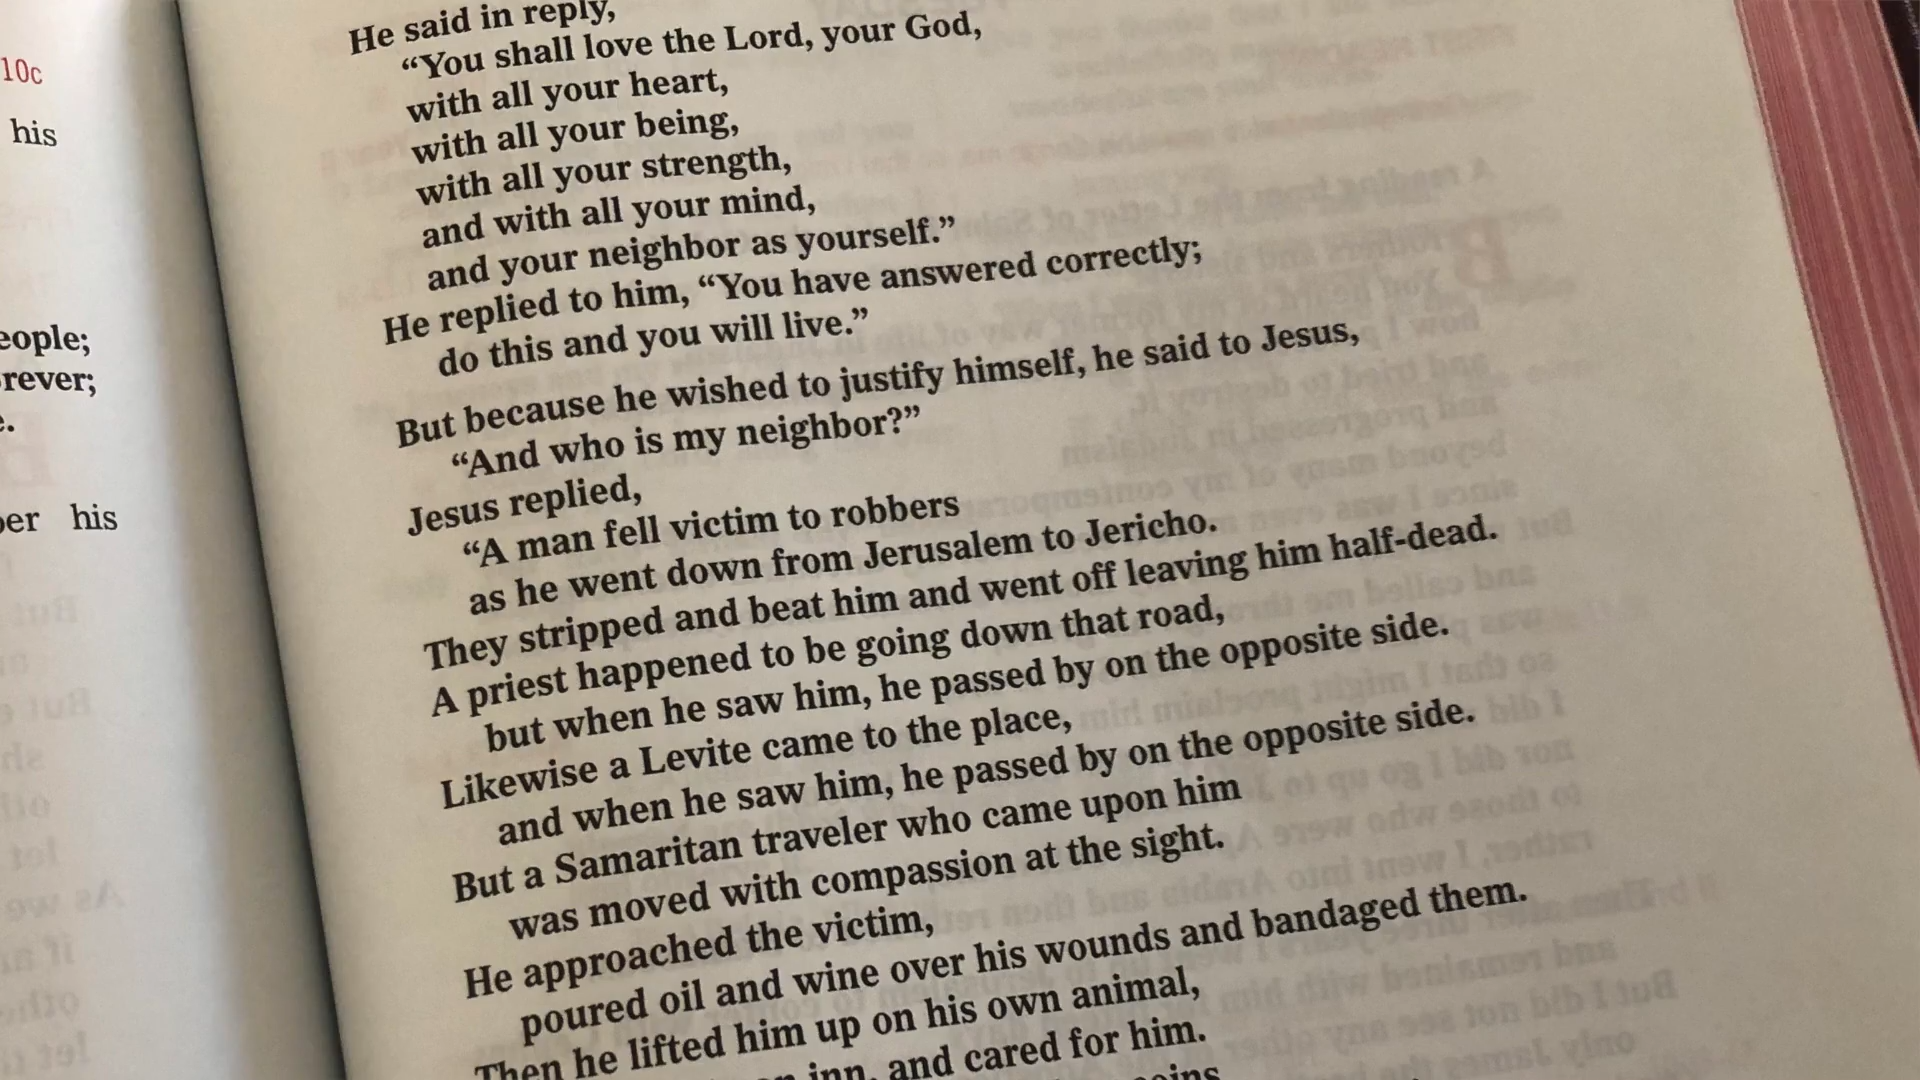 10c
his
eople;
rever;
e.
per his
He said in reply,
“You shall love the Lord, your God,
with all your heart,
with all your being,
with all your strength,
and with all your mind,
and your neighbor as yourself.”
He replied to him, “You have answered correctly;
do this and you will live.”
But because he wished to justify himself, he said to Jesus,
“And who is my neighbor?”
Jesus replied,
“A man fell victim to robbers
as he went down from Jerusalem to Jericho.
They stripped and beat him and went off leaving him half-dead.
A priest happened to be going down that road,
but when he saw him, he passed by on the opposite side.
Likewise a Levite came to the place,
and when he saw him, he passed by on the opposite side.
But a Samaritan traveler who came upon him
was moved with compassion at the sight.
He approached the victim,
poured oil and wine over his wounds and bandaged them.
Then he lifted him up on his own animal,
inn, and cared for him.